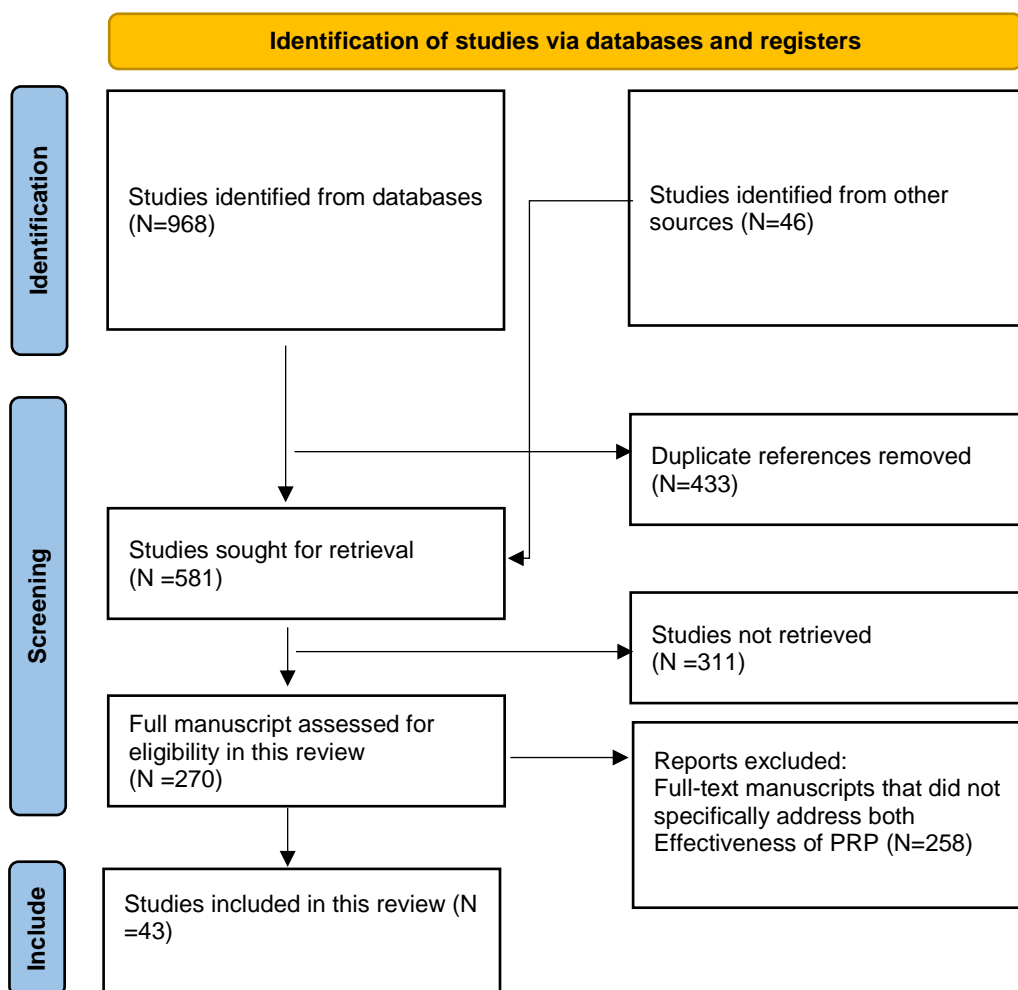 Identification of studies via databases and registers
Identification
Studies identified from databases
(N=968)
Studies identified from other
sources (N=46)
Screening
Duplicate references removed
(N=433)
Studies sought for retrieval
(N =581)
Studies not retrieved
(N =311)
Full manuscript assessed for
eligibility in this review
(N =270)
Reports excluded:
Full-text manuscripts that did not
specifically address both
Effectiveness of PRP (N=258)
Include
Studies included in this review (N
=43)